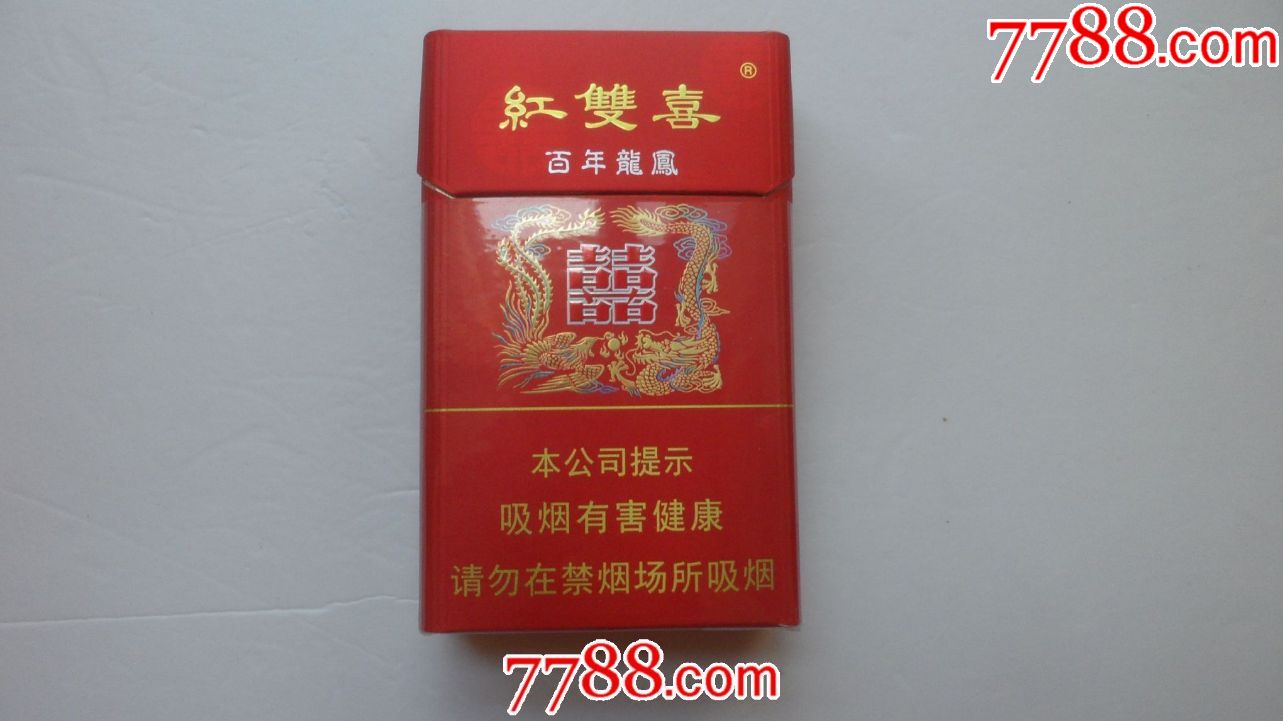 7788.com
®
紅雙喜
百年龍鳳
囍
本公司提示
吸烟有害健康
请勿在禁烟场所吸烟
7788.com